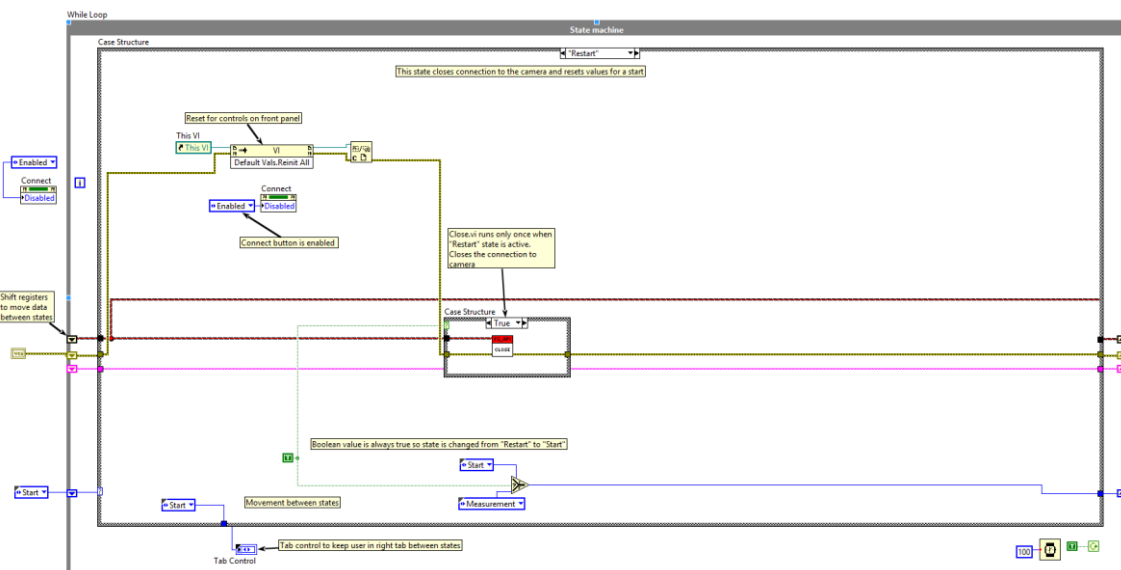 While Loop
State machine
Case Structure
"Restart"
This state closes connection to the camera and resets values for a start
Reset for controls on front panel
This VI
This VI
VI
Default Vals.Reinit All
Enabled
Connect
Disabled
i
Connect
Enabled
Disabled
Connect button is enabled
Close.vi runs only once when
"Restart" state is active.
Closes the connection to
camera
Shift registers
to move data
between states
Case Structure
True
CLOSE
Boolean value is always true so state is changed from "Restart" to "Start"
Start
Start
Start
Measurement
Movement between states
Tab control to keep user in right tab between states
Tab Control
100